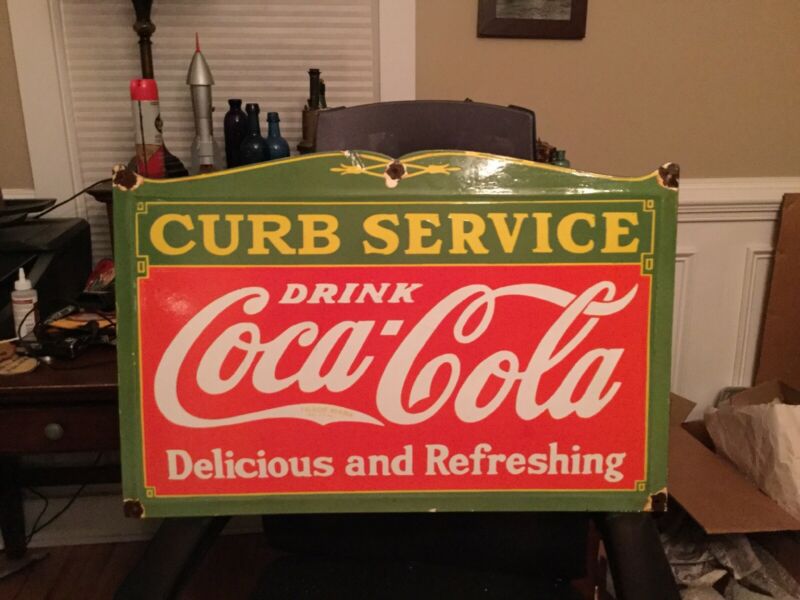 CURB SERVICE
DRINK
Coca-Cola
Delicious and Refreshing